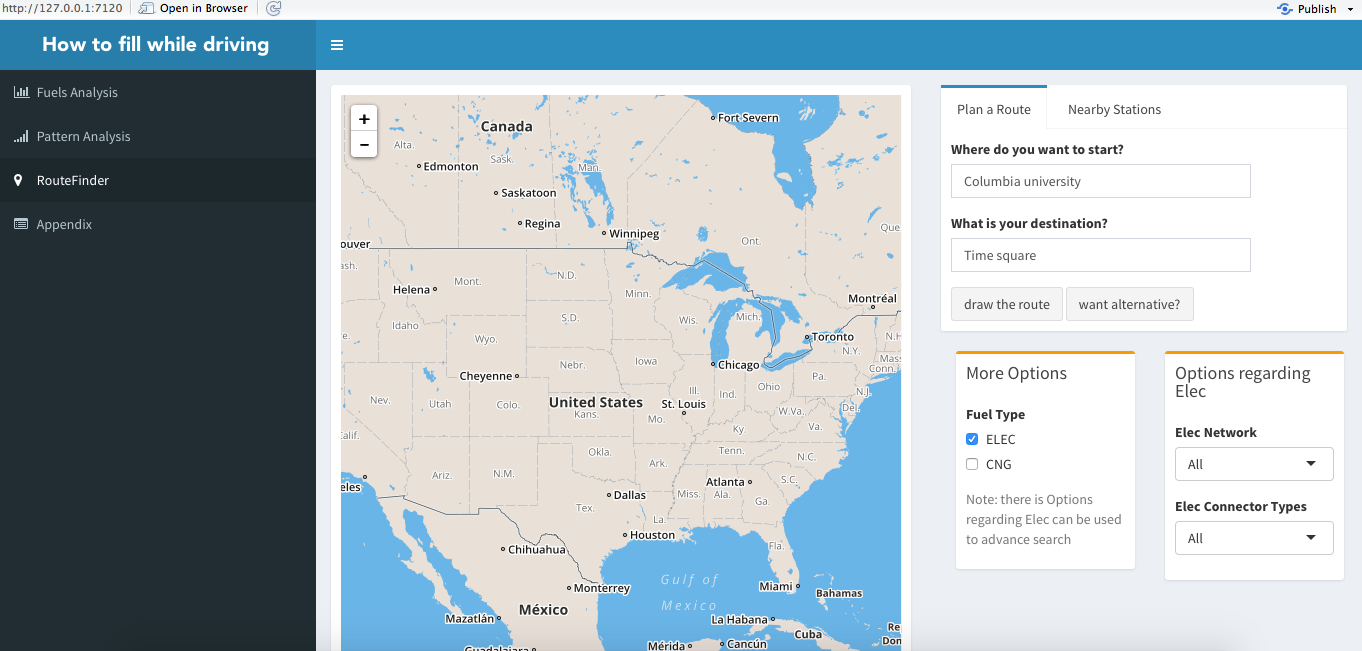 http://127.0.0.1:7120 Open in Browser Publish
How to fill while driving
Fuels Analysis
Pattern Analysis
RouteFinder
Appendix
+
−
Canada
Fort Severn
Alta.
Edmonton
Sask.
Man.
Saskatoon
Regina
Winnipeg
Que
ouver
Ont.
ash.
Mont.
N.D.
Helena
Minn.
Montréal
Idaho
S.D.
Wis.
Mich.
Toronto
e.
Wyo.
N.Y.
N.H.
Mass
Nebr.
Iowa
Chicago
Conn.
Cheyenne
Pa.
Ohio
N.J.
Nev.
Utah
Colo.
United States
Ill.
Ind.
St. Louis
Del.
Kans.
Mo.
W.Va.
Ky.
Va.
alif.
Okla.
Tenn.
N.C.
Ark.
Ariz.
N.M.
Atlanta
S.C.
eles
Dallas
Miss.
Ala.
Ga.
Tex.
La.
Houston
Fla.
Chihuahua
Gulf of
Mexico
Monterrey
Miami
Bahamas
México
Mazatlán
La Habana
Cuba
Re
Don
Mérida
Cancún
Guadalajara
Plan a Route Nearby Stations
Where do you want to start?
Columbia university
What is your destination?
Time square
draw the route want alternative?
More Options
Fuel Type
ELEC
CNG
Note: there is Options
regarding Elec can be used
to advance search
Options regarding
Elec
Elec Network
All
Elec Connector Types
All